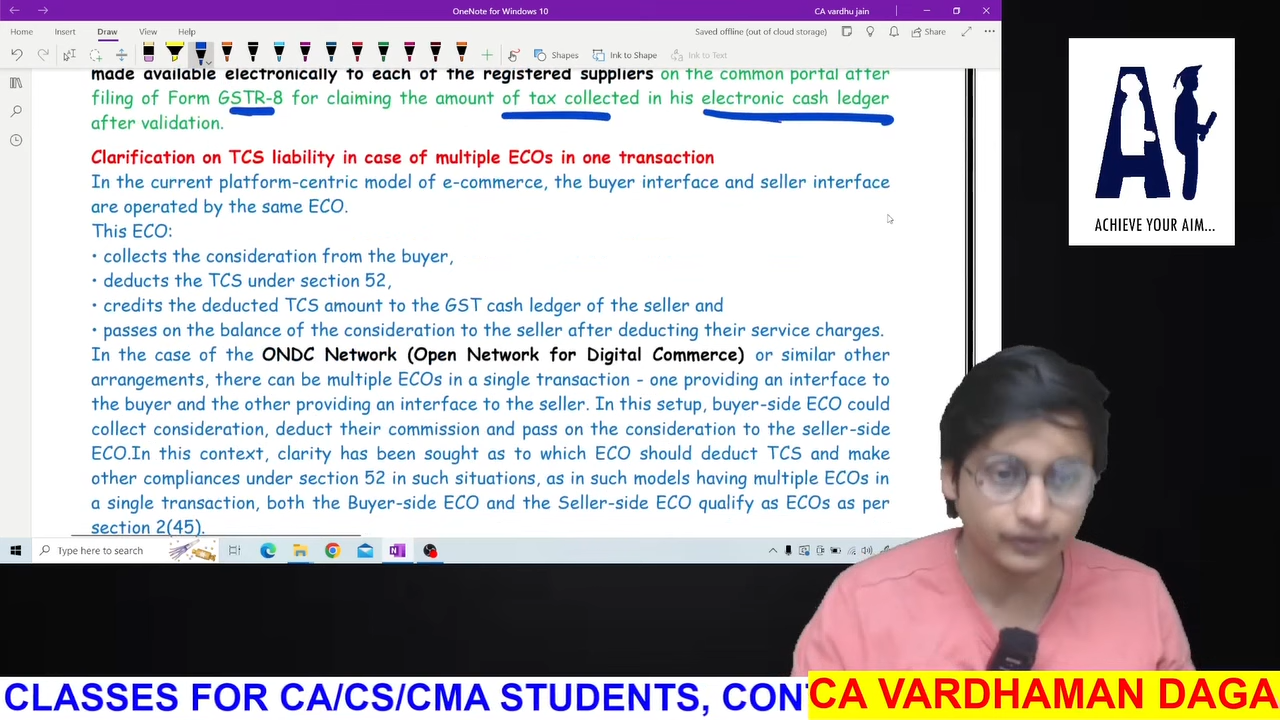 OneNote for Windows 10
CA vardhu jain
Home Insert Draw View Help
Saved offline (out of cloud storage)
Share
Shapes
Ink to Shape
Ink to Text
made available electronically to each of the registered suppliers on the common portal after
filing of Form GSTR-8 for claiming the amount of tax collected in his electronic cash ledger
after validation.
Clarification on TCS liability in case of multiple ECOs in one transaction
In the current platform-centric model of e-commerce, the buyer interface and seller interface
are operated by the same ECO.
This ECO:
• collects the consideration from the buyer,
• deducts the TCS under section 52,
• credits the deducted TCS amount to the GST cash ledger of the seller and
• passes on the balance of the consideration to the seller after deducting their service charges.
In the case of the ONDC Network (Open Network for Digital Commerce) or similar other
arrangements, there can be multiple ECOs in a single transaction - one providing an interface to
the buyer and the other providing an interface to the seller. In this setup, buyer-side ECO could
collect consideration, deduct their commission and pass on the consideration to the seller-side
ECO.In this context, clarity has been sought as to which ECO should deduct TCS and make
other compliances under section 52 in such situations, as in such models having multiple ECOs in
a single transaction, both the Buyer-side ECO and the Seller-side ECO qualify as ECOs as per
section 2(45).
Type here to search
A
ACHIEVE YOUR AIM...
CLASSES FOR CA/CS/CMA STUDENTS, CON
CA VARDHAMAN DAGA